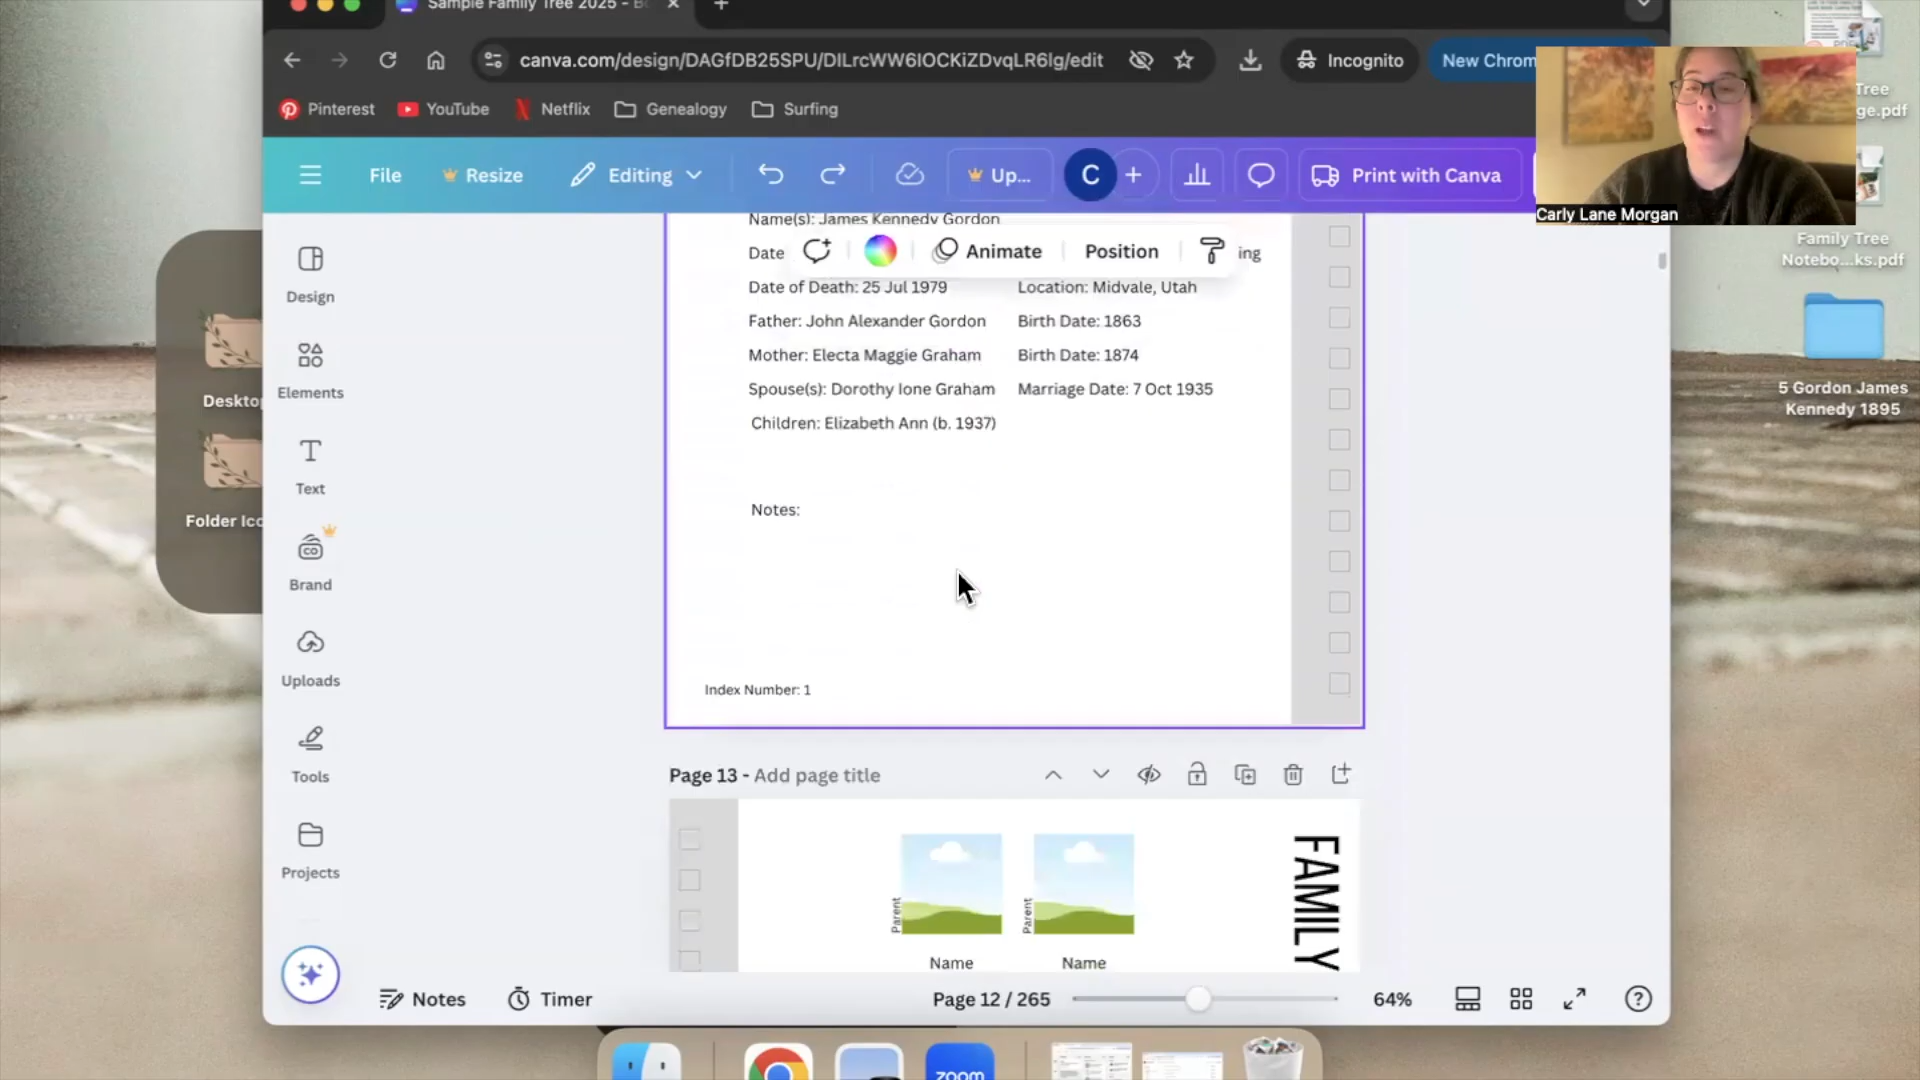 Sample Family Tree 2025 - B
canva.com/design/DAGfDB25SPU/DILrcWW6IOCKiZDvqLR6Ig/edit
Incognito
New Chrom
Pinterest
YouTube
Netflix
Genealogy
Surfing
File
Resize
Editing
Up...
C
Print with Canva
Carly Lane Morgan
Tree
ge.pdf
Family Tree
Notebo...ks.pdf
5 Gordon James
Kennedy 1895
Desktop
Folder Ico
Design
Elements
Text
Brand
Uploads
Tools
Projects
Name(s): James Kennedy Gordon
Date
Animate
Position
ing
Date of Death: 25 Jul 1979 Location: Midvale, Utah
Father: John Alexander Gordon Birth Date: 1863
Mother: Electa Maggie Graham Birth Date: 1874
Spouse(s): Dorothy Ione Graham Marriage Date: 7 Oct 1935
Children: Elizabeth Ann (b. 1937)
Notes:
Index Number: 1
Page 13 - Add page title
Parent
Parent
Name
Name
FAMILY
Notes
Timer
Page 12 / 265
64%
zoom